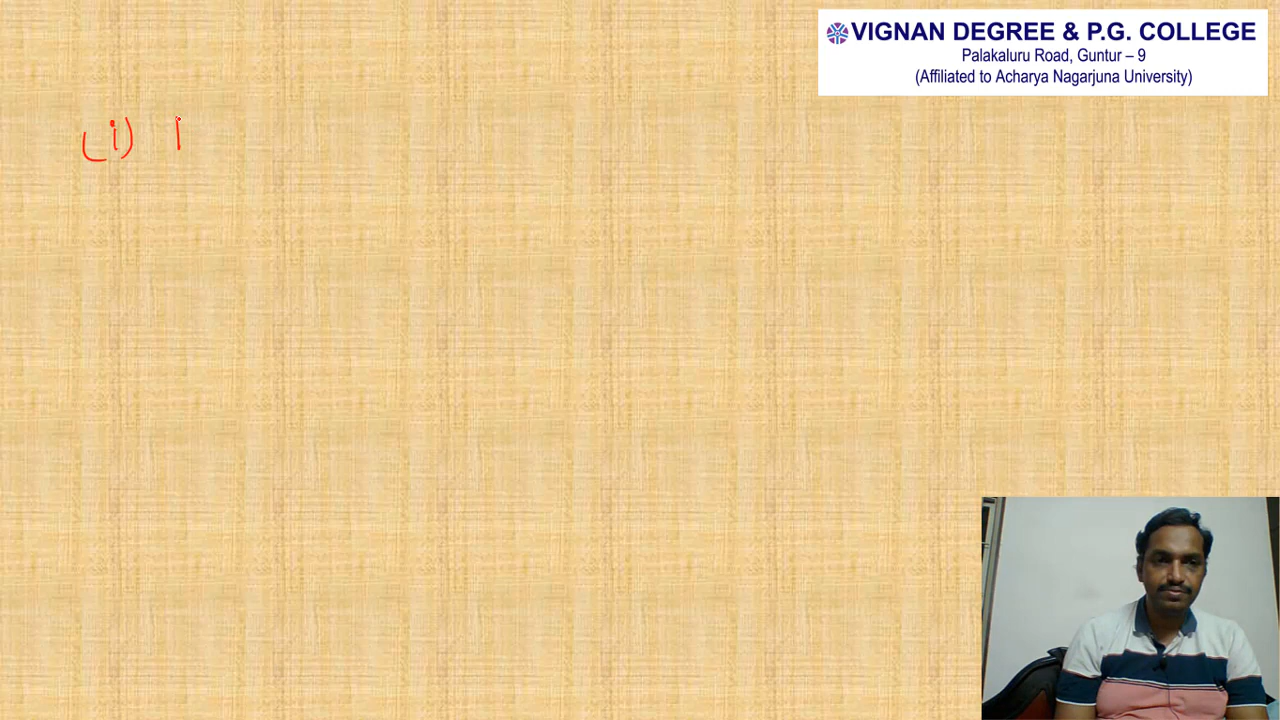 VIGNAN DEGREE & P.G. COLLEGE
Palakaluru Road, Guntur – 9
(Affiliated to Acharya Nagarjuna University)
(i) I